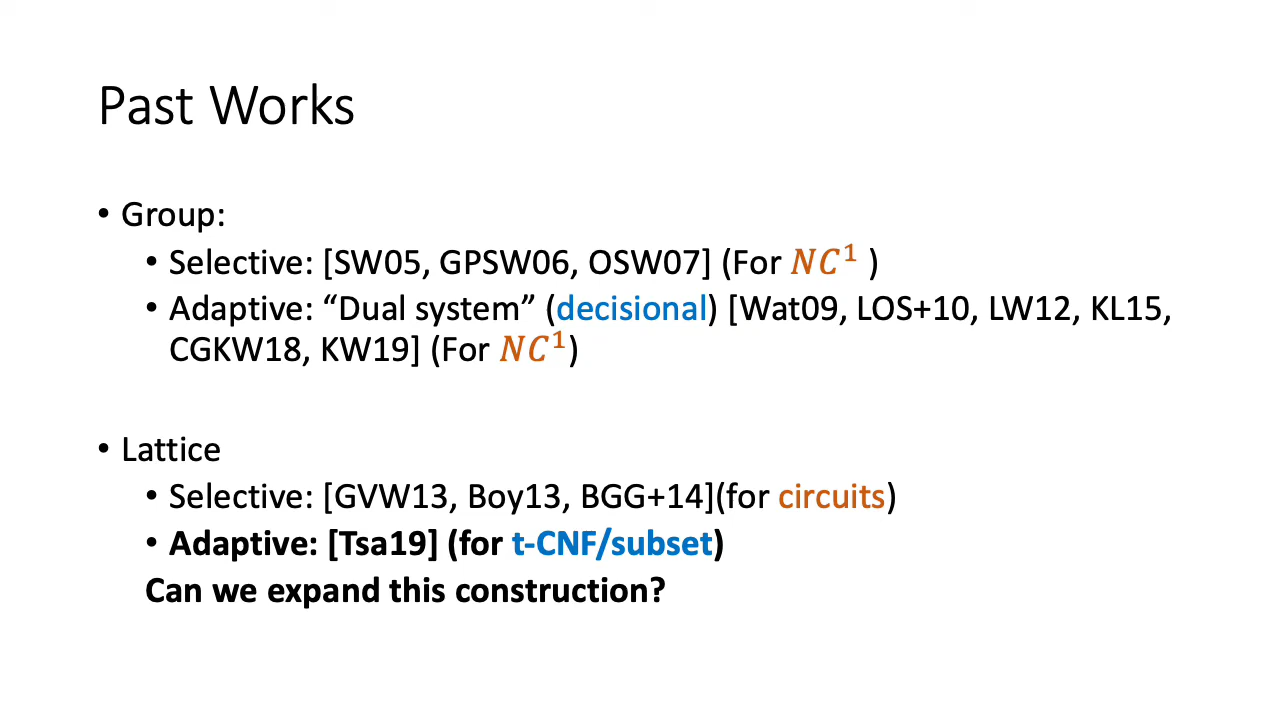 Past Works
• Group:
• Selective: [SW05, GPSW06, OSW07] (For NC¹ )
• Adaptive: “Dual system” (decisional) [Wat09, LOS+10, LW12, KL15,
CGKW18, KW19] (For NC¹)
• Lattice
• Selective: [GVW13, Boy13, BGG+14](for circuits)
• Adaptive: [Tsa19] (for t-CNF/subset)
Can we expand this construction?